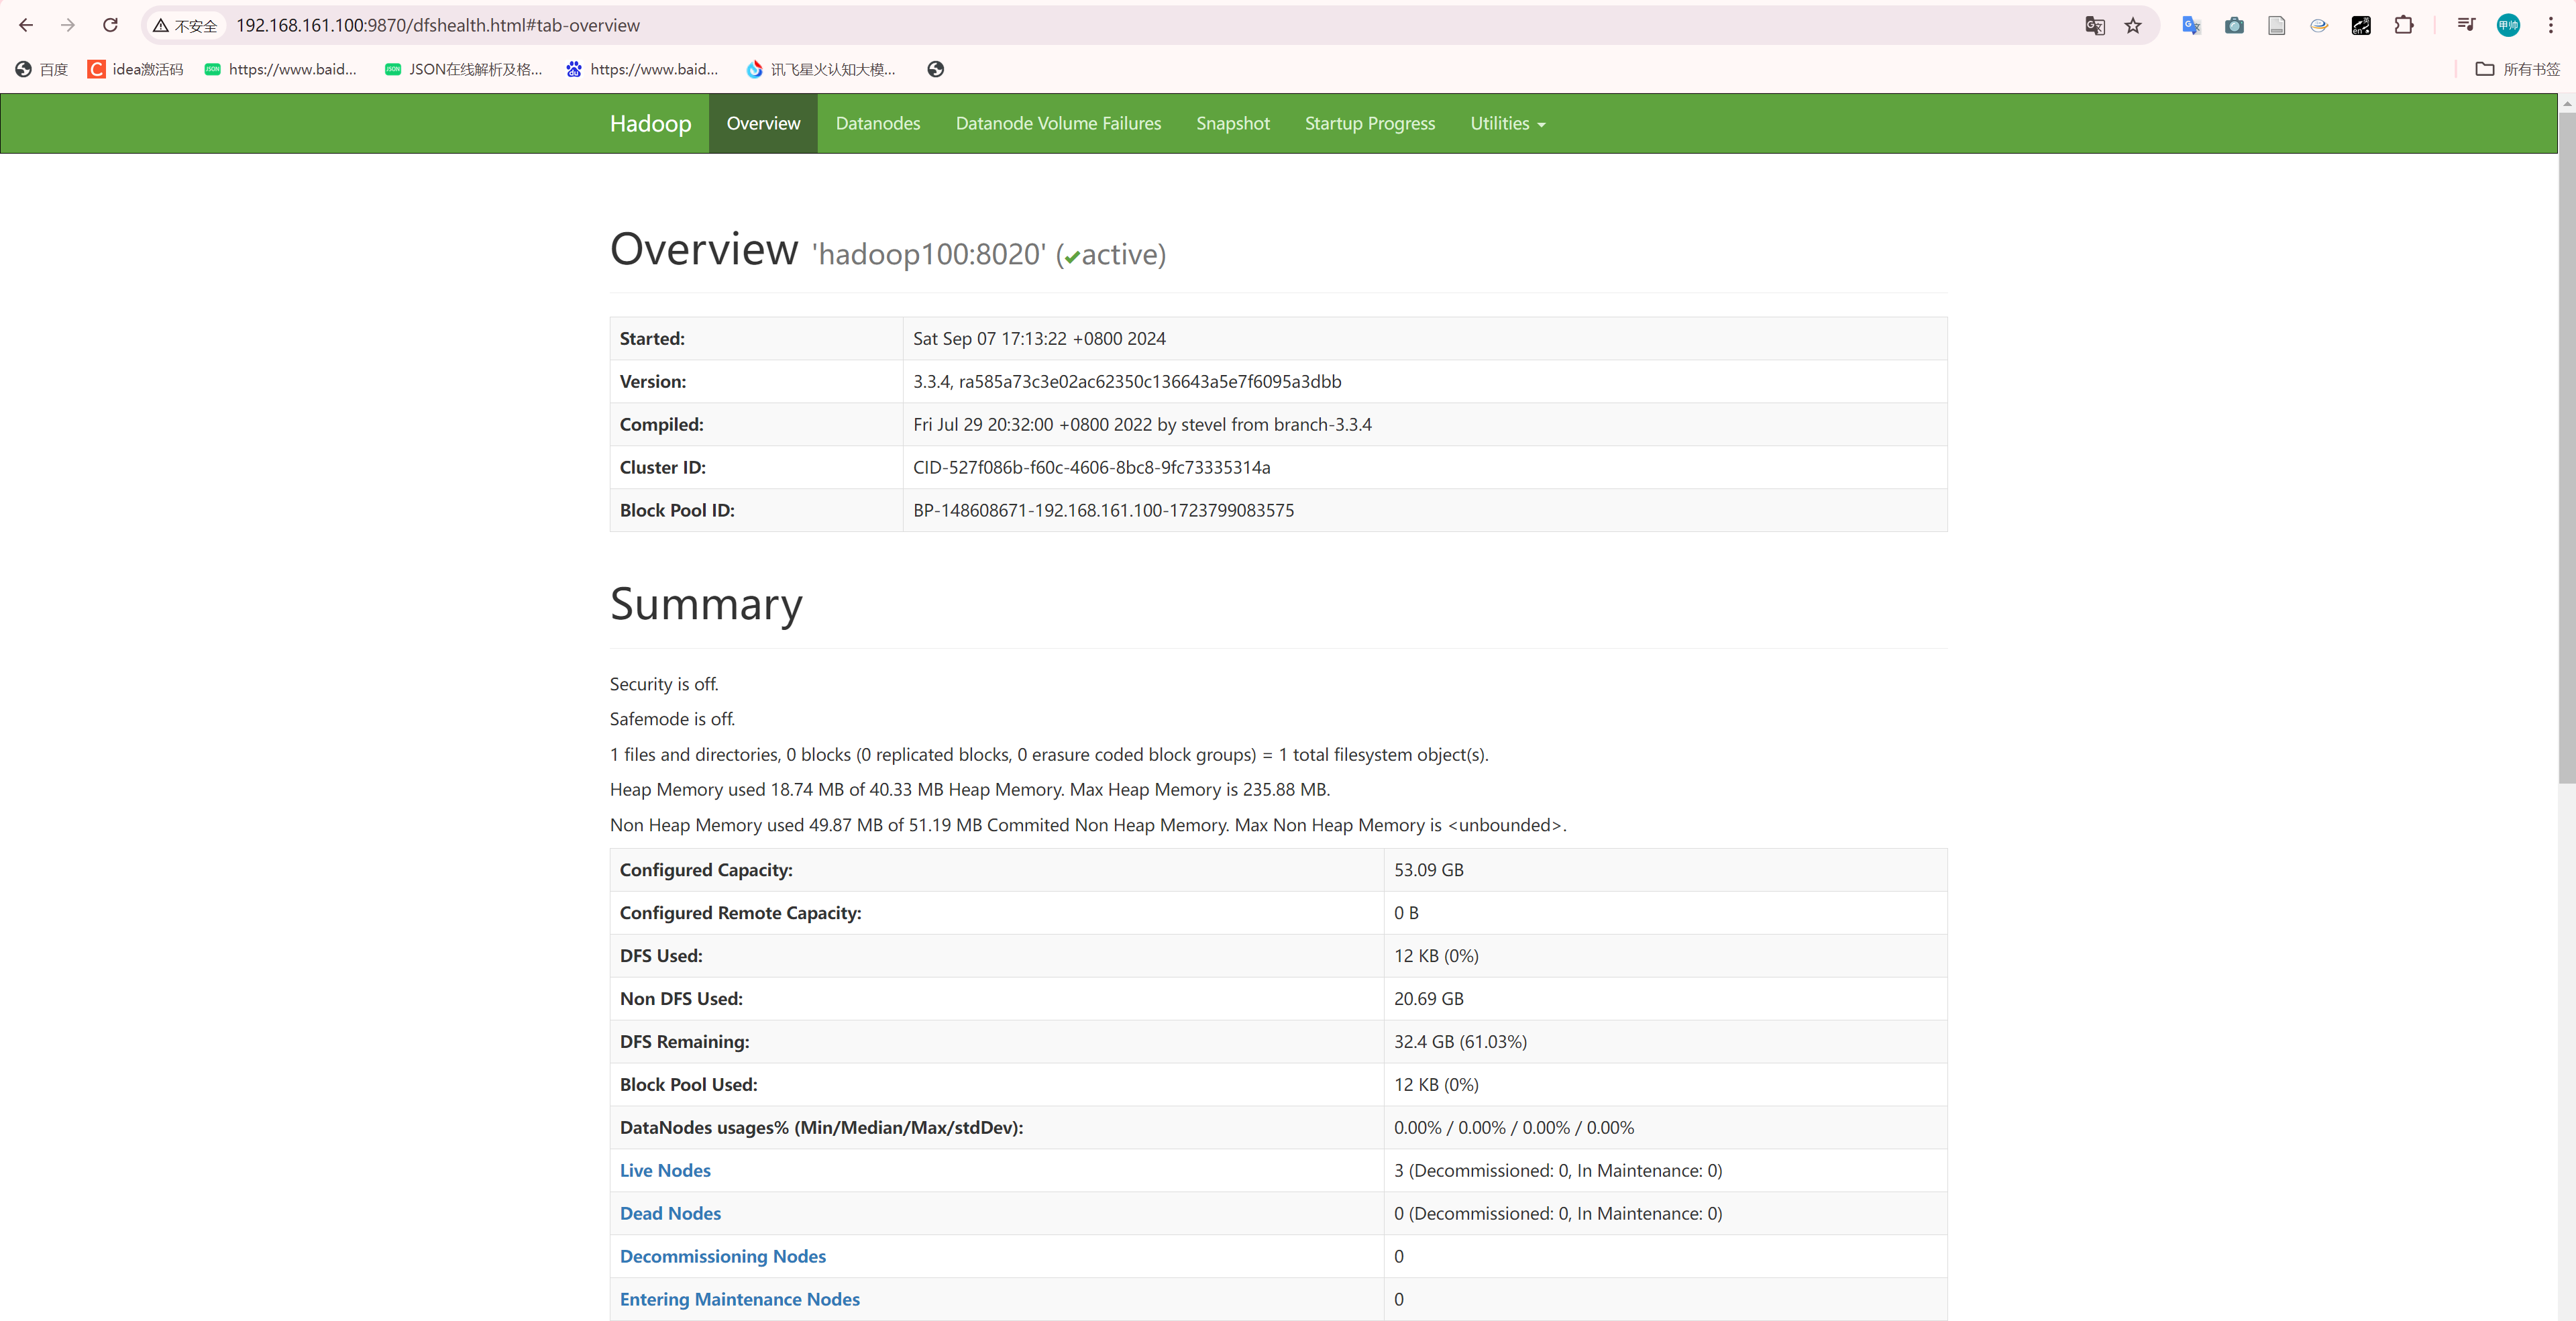 不安全 192.168.161.100:9870/dfshealth.html#tab-overview 甲帅
百度 idea激活码 https://www.baid... JSON在线解析及格... https://www.baid... 讯飞星火认知大模... 所有书签
Hadoop Overview Datanodes Datanode Volume Failures Snapshot Startup Progress Utilities
Overview 'hadoop100:8020' (✔active)
Started: Sat Sep 07 17:13:22 +0800 2024
Version: 3.3.4, ra585a73c3e02ac62350c136643a5e7f6095a3dbb
Compiled: Fri Jul 29 20:32:00 +0800 2022 by stevel from branch-3.3.4
Cluster ID: CID-527f086b-f60c-4606-8bc8-9fc73335314a
Block Pool ID: BP-148608671-192.168.161.100-1723799083575
Summary
Security is off.
Safemode is off.
1 files and directories, 0 blocks (0 replicated blocks, 0 erasure coded block groups) = 1 total filesystem object(s).
Heap Memory used 18.74 MB of 40.33 MB Heap Memory. Max Heap Memory is 235.88 MB.
Non Heap Memory used 49.87 MB of 51.19 MB Commited Non Heap Memory. Max Non Heap Memory is <unbounded>.
Configured Capacity: 53.09 GB
Configured Remote Capacity: 0 B
DFS Used: 12 KB (0%)
Non DFS Used: 20.69 GB
DFS Remaining: 32.4 GB (61.03%)
Block Pool Used: 12 KB (0%)
DataNodes usages% (Min/Median/Max/stdDev): 0.00% / 0.00% / 0.00% / 0.00%
Live Nodes 3 (Decommissioned: 0, In Maintenance: 0)
Dead Nodes 0 (Decommissioned: 0, In Maintenance: 0)
Decommissioning Nodes 0
Entering Maintenance Nodes 0